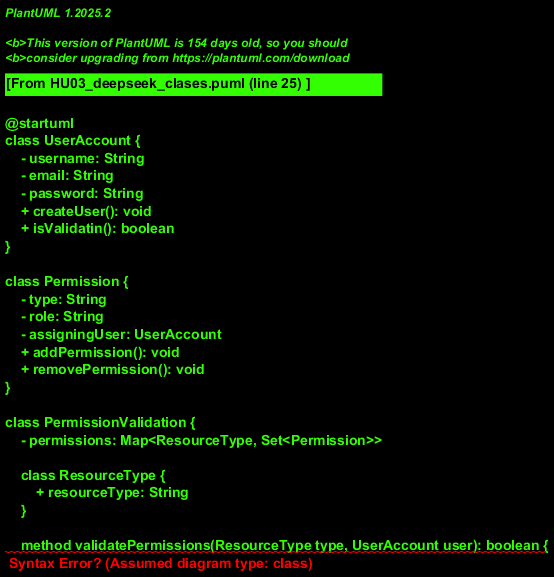 PlantUML 1.2025.2
<b>This version of PlantUML is 154 days old, so you should
<b>consider upgrading from https://plantuml.com/download
[From HU03_deepseek_clases.puml (line 25) ]
@startuml
class UserAccount {
- username: String
- email: String
- password: String
+ createUser(): void
+ isValidatin(): boolean
}
class Permission {
- type: String
- role: String
- assigningUser: UserAccount
+ addPermission(): void
+ removePermission(): void
}
class PermissionValidation {
- permissions: Map<ResourceType, Set<Permission>>
class ResourceType {
+ resourceType: String
}
method validatePermissions(ResourceType type, UserAccount user): boolean {
Syntax Error? (Assumed diagram type: class)